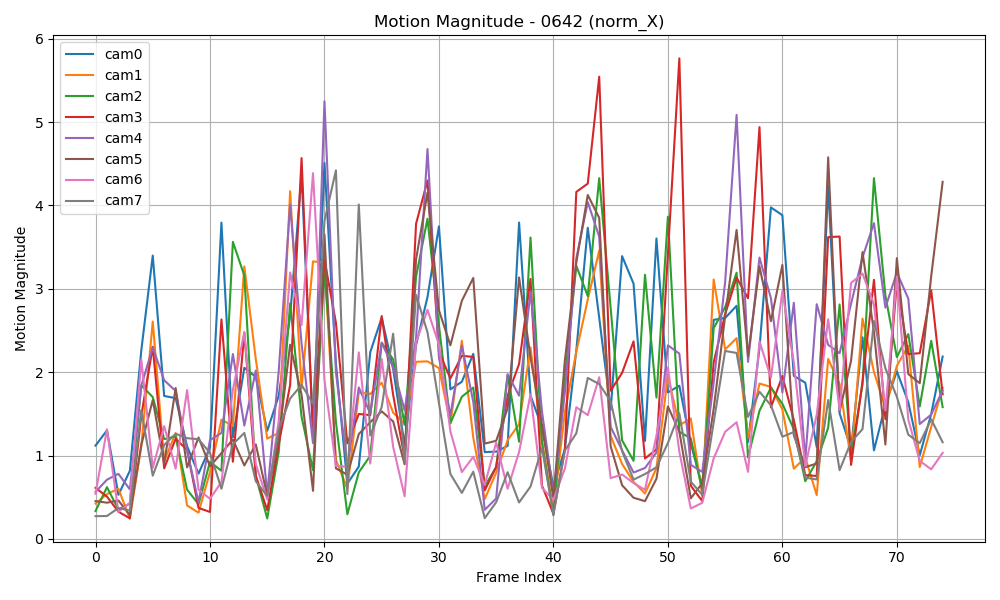 Motion Magnitude - 0642 (norm_X)
Motion Magnitude
6
5
4
3
2
1
0
cam0
cam1
cam2
cam3
cam4
cam5
cam6
cam7
0 10 20 30 40 50 60 70
Frame Index